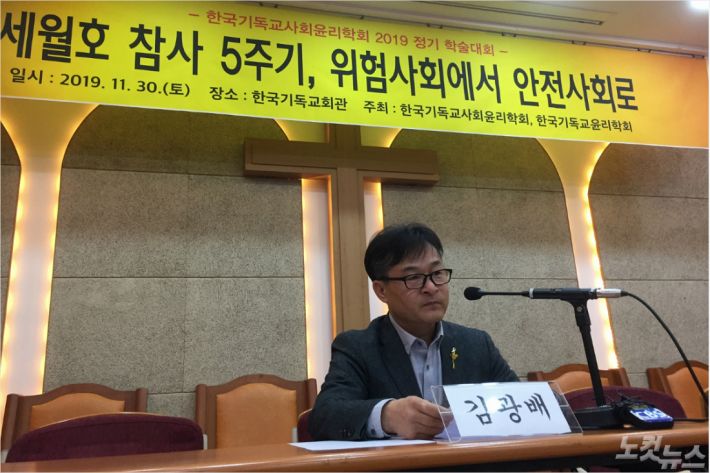 - 한국기독교사회윤리학회 2019 정기 학술대회 -
세월호 참사 5주기, 위험사회에서 안전사회로
일시 : 2019. 11. 30.(토) 장소 : 한국기독교회관 주최 : 한국기독교사회윤리학회, 한국기독교윤리학회
김광배
CBS
노컷뉴스